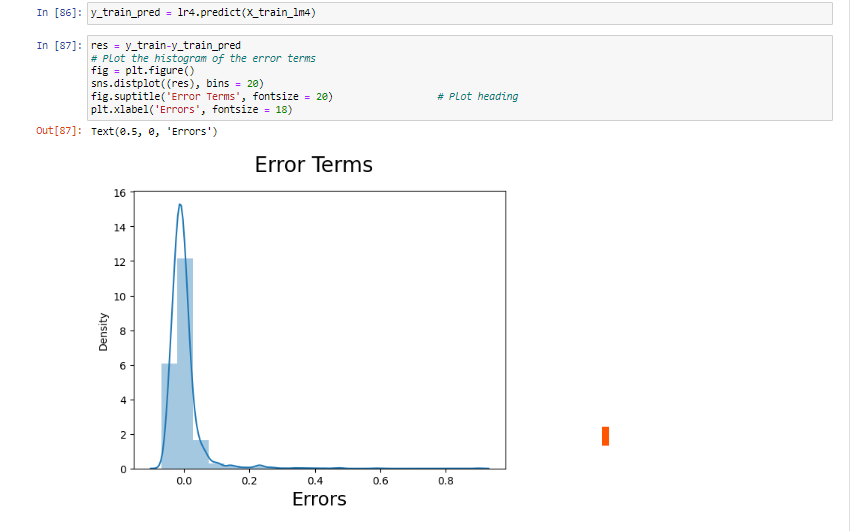 In [86]: y_train_pred = lr4.predict(X_train_lm4)
In [87]: res = y_train-y_train_pred
# Plot the histogram of the error terms
fig = plt.figure()
sns.distplot((res), bins = 20)
fig.suptitle('Error Terms', fontsize = 20) # Plot heading
plt.xlabel('Errors', fontsize = 18)
Out[87]: Text(0.5, 0, 'Errors')
Error Terms
16
14
12
10
8
6
4
2
0
Density
0.0 0.2 0.4 0.6 0.8
Errors